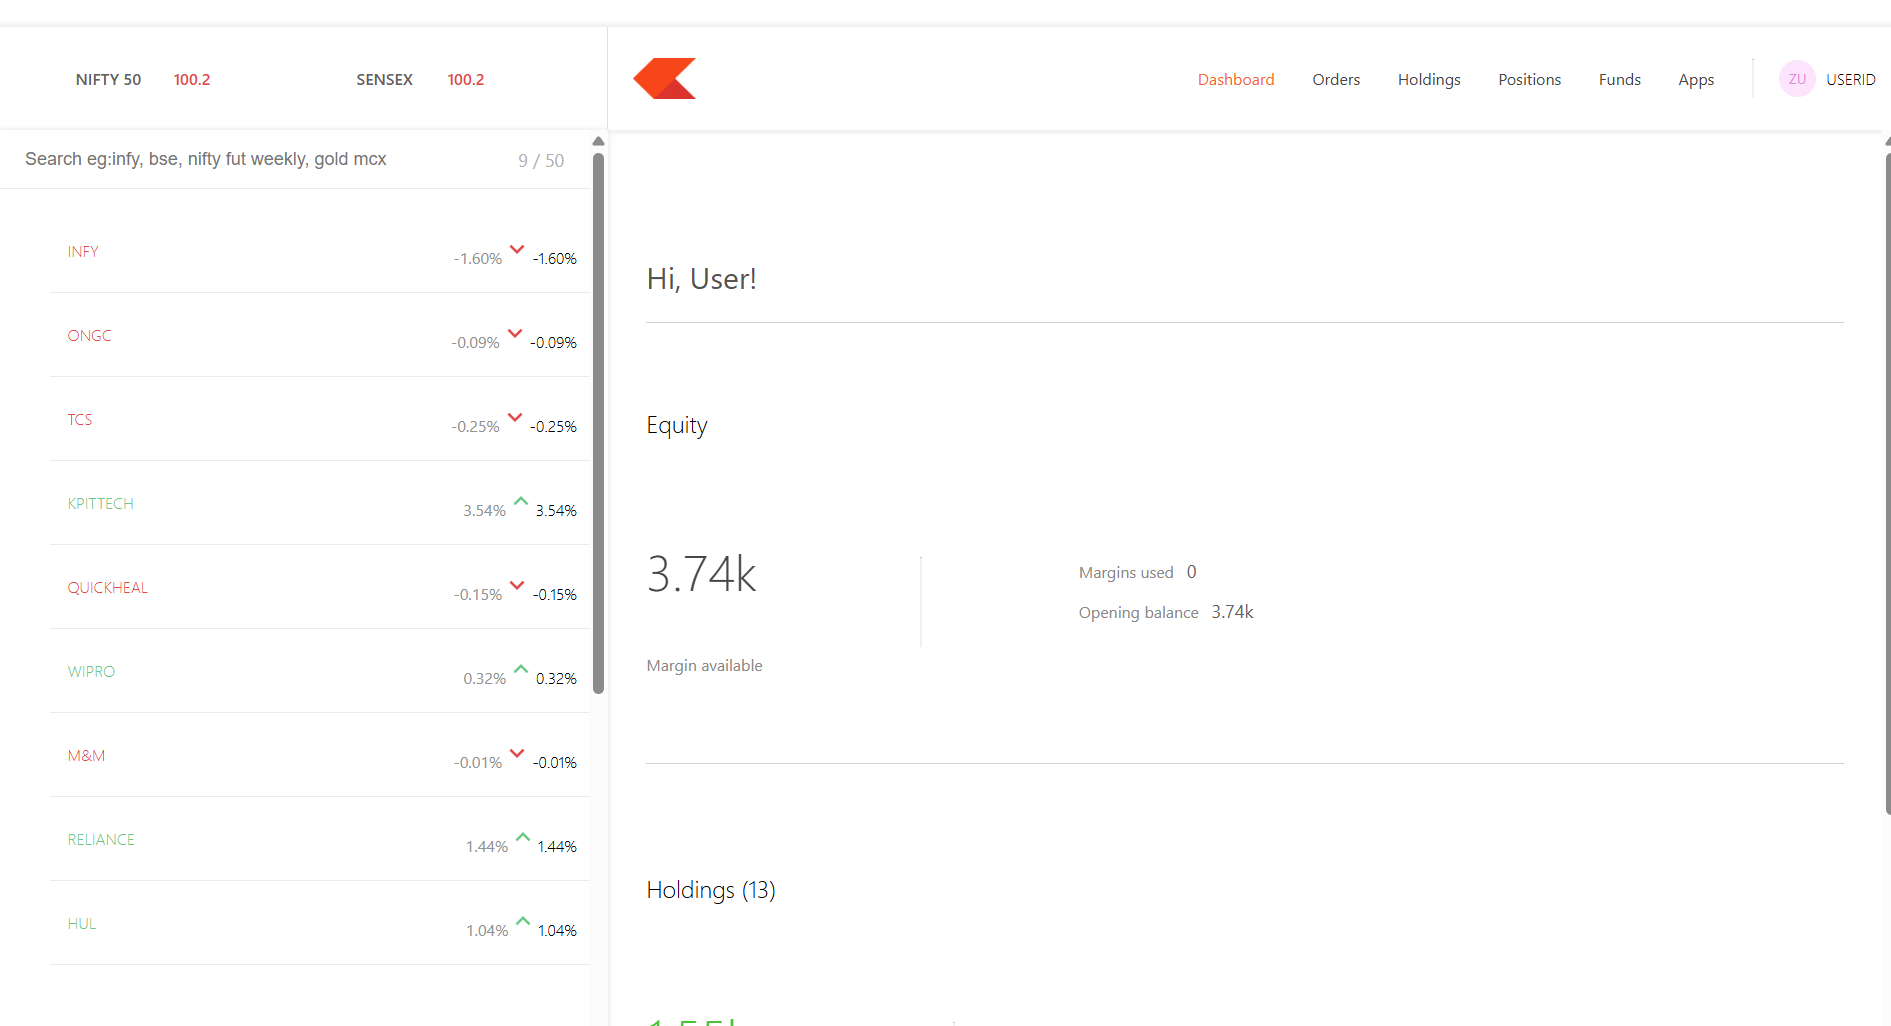 NIFTY 50 100.2 SENSEX 100.2
Dashboard Orders Holdings Positions Funds Apps ZU USERID
Search eg:infy, bse, nifty fut weekly, gold mcx 9 / 50
INFY -1.60% -1.60%
ONGC -0.09% -0.09%
TCS -0.25% -0.25%
KPITTECH 3.54% 3.54%
QUICKHEAL -0.15% -0.15%
WIPRO 0.32% 0.32%
M&M -0.01% -0.01%
RELIANCE 1.44% 1.44%
HUL 1.04% 1.04%
Hi, User!
Equity
3.74k
Margin available
Margins used 0
Opening balance 3.74k
Holdings (13)